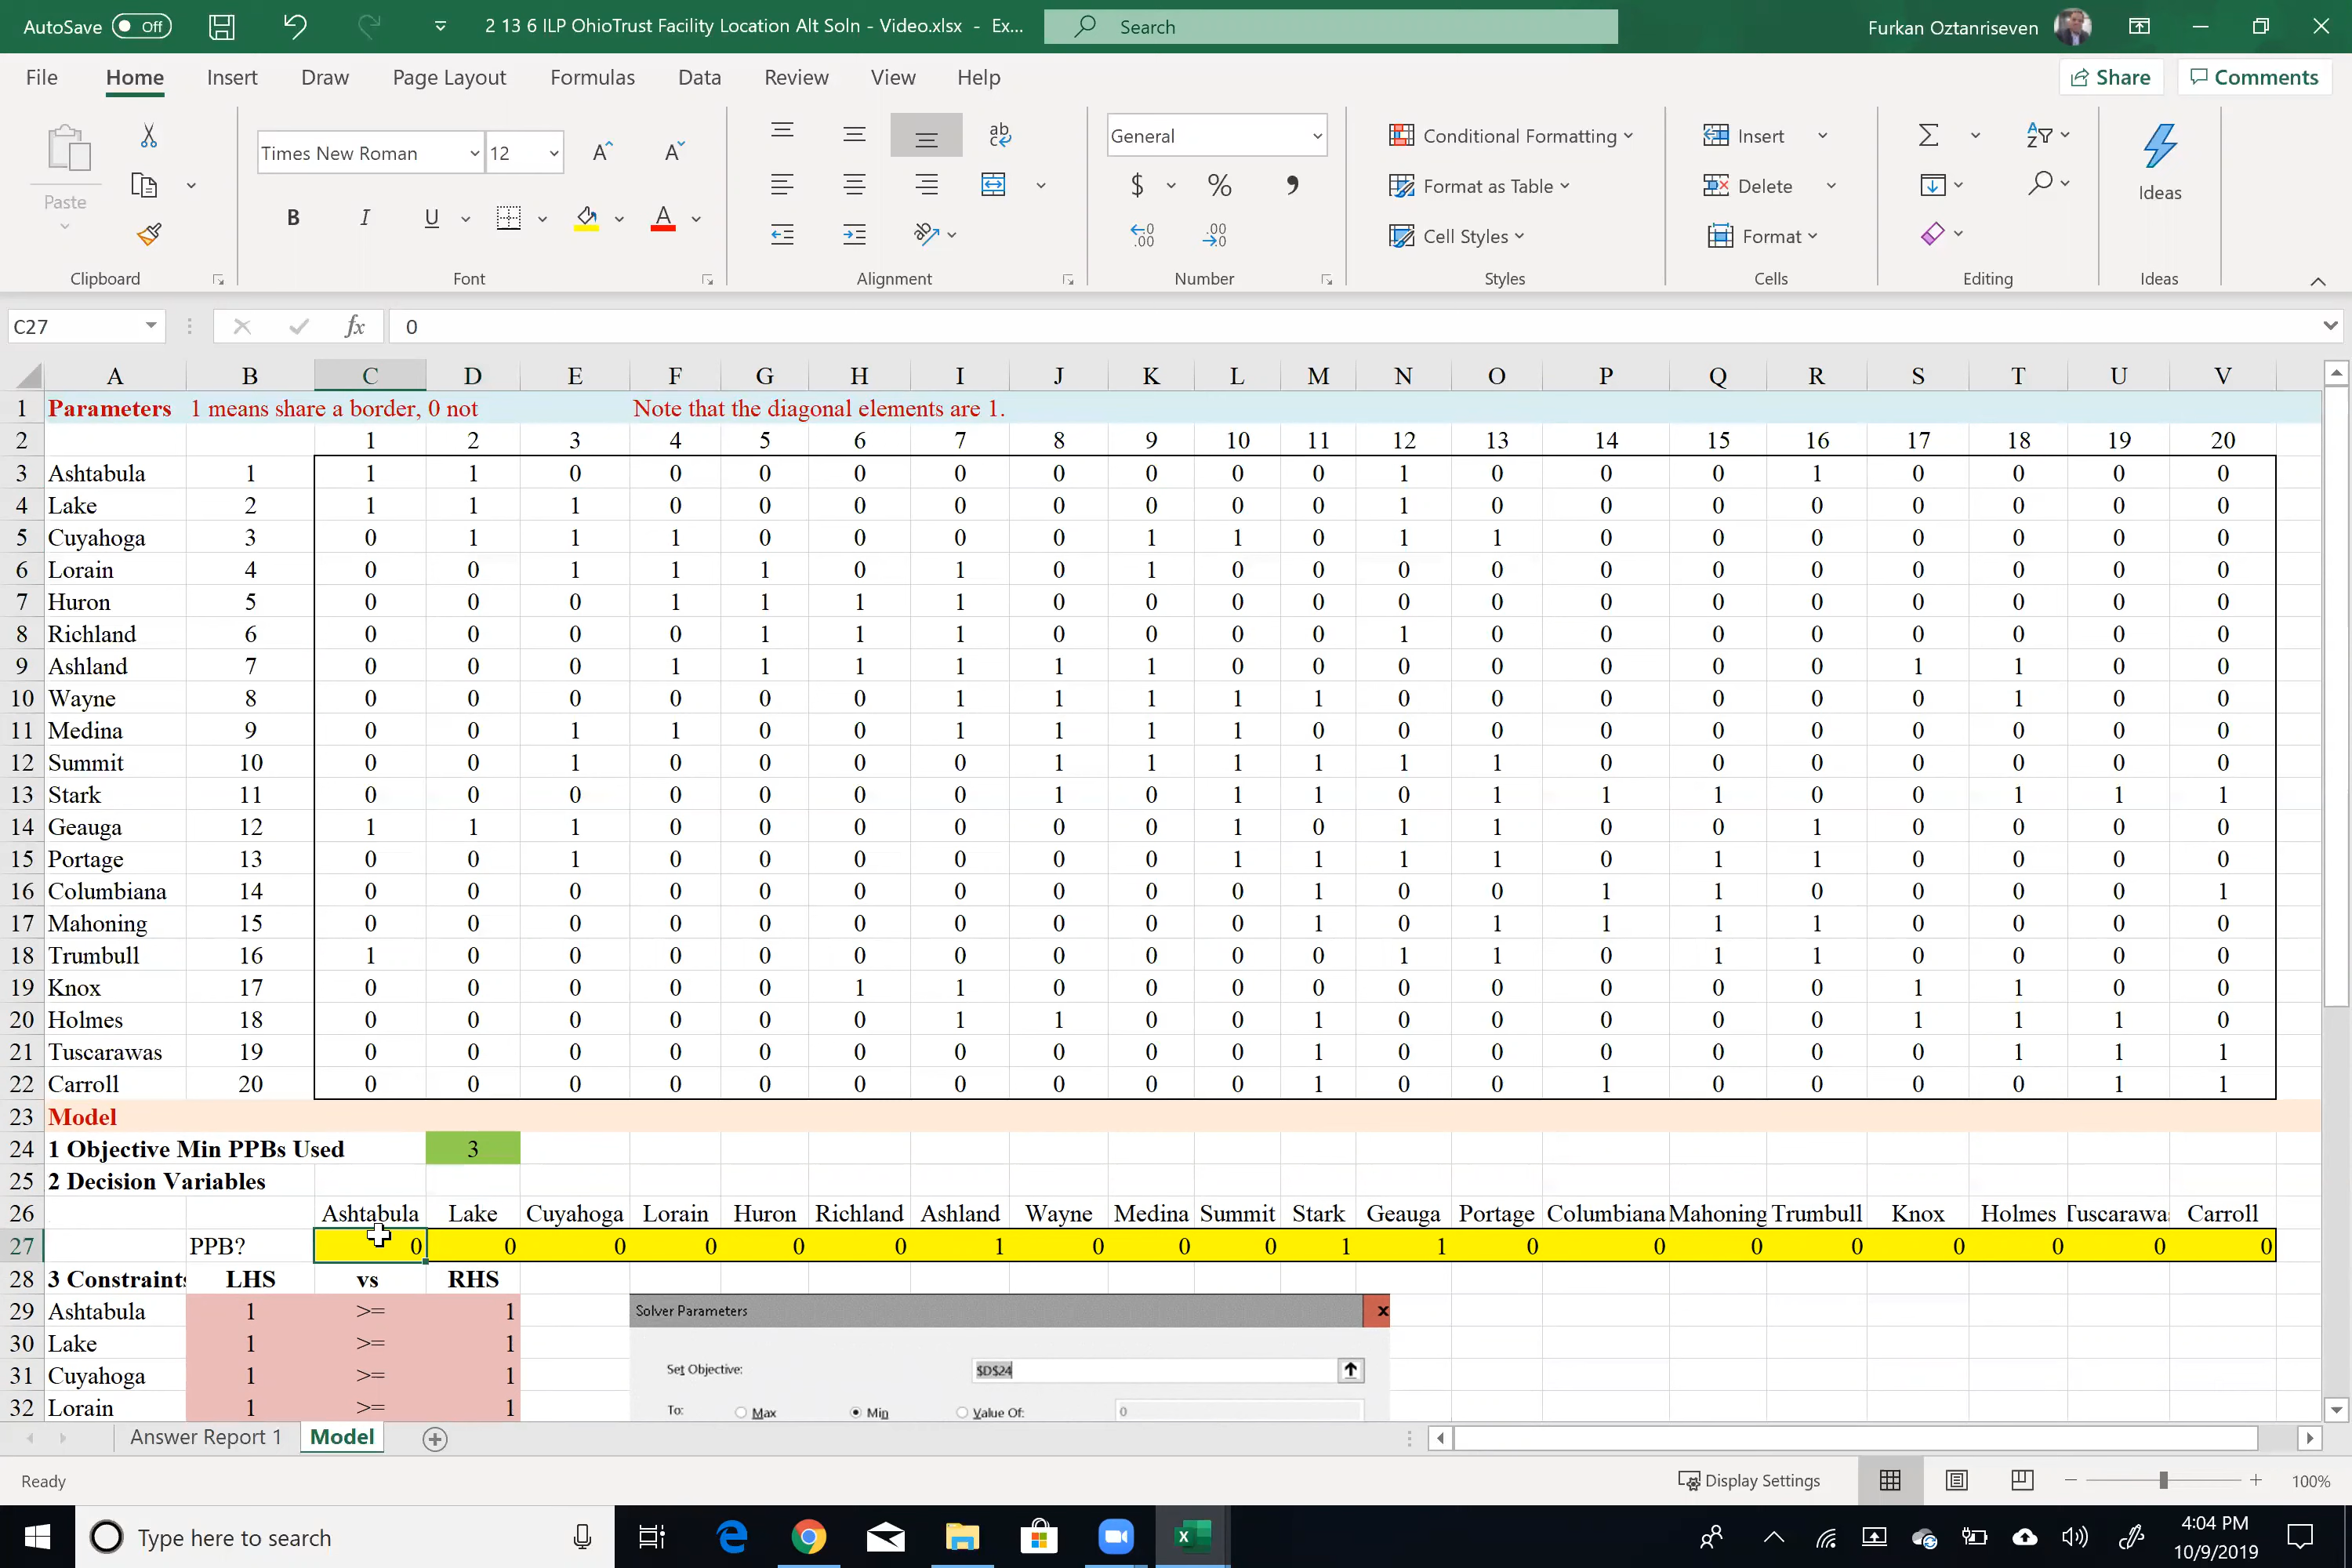 AutoSave Off 2 13 6 ILP OhioTrust Facility Location Alt Soln - Video.xlsx - Ex... Search Furkan Oztanriseven
File Home Insert Draw Page Layout Formulas Data Review View Help Share Comments
Paste Times New Roman 12 General Conditional Formatting Insert Ideas
Format as Table Delete
Cell Styles Format
Clipboard Font Alignment Number Styles Cells Editing Ideas
C27 fx 0
A B C D E F G H I J K L M N O P Q R S T U V
1 Parameters 1 means share a border, 0 not Note that the diagonal elements are 1.
2 1 2 3 4 5 6 7 8 9 10 11 12 13 14 15 16 17 18 19 20
3 Ashtabula 1 1 1 0 0 0 0 0 0 0 0 0 1 0 0 0 1 0 0 0 0
4 Lake 2 1 1 1 0 0 0 0 0 0 0 0 1 0 0 0 0 0 0 0 0
5 Cuyahoga 3 0 1 1 1 0 0 0 0 1 1 0 1 1 0 0 0 0 0 0 0
6 Lorain 4 0 0 1 1 1 0 1 0 1 0 0 0 0 0 0 0 0 0 0 0
7 Huron 5 0 0 0 1 1 1 1 0 0 0 0 0 0 0 0 0 0 0 0 0
8 Richland 6 0 0 0 0 1 1 1 0 0 0 0 1 0 0 0 0 0 0 0 0
9 Ashland 7 0 0 0 1 1 1 1 1 1 0 0 0 0 0 0 0 1 1 0 0
10 Wayne 8 0 0 0 0 0 0 1 1 1 1 1 0 0 0 0 0 0 1 0 0
11 Medina 9 0 0 1 1 0 0 1 1 1 1 0 0 0 0 0 0 0 0 0 0
12 Summit 10 0 0 1 0 0 0 0 1 1 1 1 1 1 0 0 0 0 0 0 0
13 Stark 11 0 0 0 0 0 0 0 1 0 1 1 0 1 1 1 0 0 1 1 1
14 Geauga 12 1 1 1 0 0 0 0 0 0 1 0 1 1 0 0 1 0 0 0 0
15 Portage 13 0 0 1 0 0 0 0 0 0 1 1 1 1 0 1 1 0 0 0 0
16 Columbiana 14 0 0 0 0 0 0 0 0 0 0 1 0 0 1 1 0 0 0 0 1
17 Mahoning 15 0 0 0 0 0 0 0 0 0 0 1 0 1 1 1 1 0 0 0 0
18 Trumbull 16 1 0 0 0 0 0 0 0 0 0 0 1 1 0 1 1 0 0 0 0
19 Knox 17 0 0 0 0 0 1 1 0 0 0 0 0 0 0 0 0 1 1 0 0
20 Holmes 18 0 0 0 0 0 0 1 1 0 0 1 0 0 0 0 0 1 1 1 0
21 Tuscarawas 19 0 0 0 0 0 0 0 0 0 0 1 0 0 0 0 0 0 1 1 1
22 Carroll 20 0 0 0 0 0 0 0 0 0 0 1 0 0 1 0 0 0 0 1 1
23 Model
24 1 Objective Min PPBs Used 3
25 2 Decision Variables
26 Ashtabula Lake Cuyahoga Lorain Huron Richland Ashland Wayne Medina Summit Stark Geauga Portage Columbiana Mahoning Trumbull Knox Holmes Tuscarawa Carroll
27 PPB? 0 0 0 0 0 0 1 0 0 0 1 1 0 0 0 0 0 0 0 0
28 3 Constraints LHS vs RHS
29 Ashtabula 1 >= 1 Solver Parameters
30 Lake 1 >= 1
31 Cuyahoga 1 >= 1 Set Objective: $D$24
32 Lorain 1 >= 1 To: Max Min Value Of: 0
Answer Report 1 Model
Ready Display Settings 100%
Type here to search 4:04 PM
10/9/2019